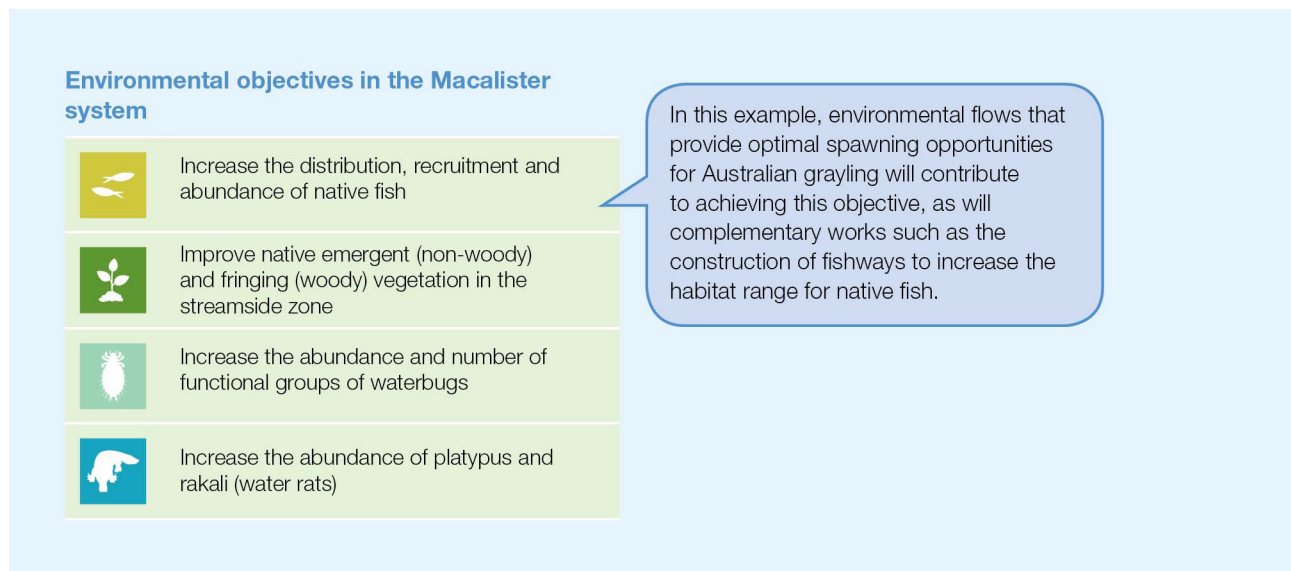 Environmental objectives in the Macalister
system
Increase the distribution, recruitment and
abundance of native fish
Improve native emergent (non-woody)
and fringing (woody) vegetation in the
streamside zone
Increase the abundance and number of
functional groups of waterbugs
Increase the abundance of platypus and
rakali (water rats)
In this example, environmental flows that
provide optimal spawning opportunities
for Australian grayling will contribute
to achieving this objective, as will
complementary works such as the
construction of fishways to increase the
habitat range for native fish.